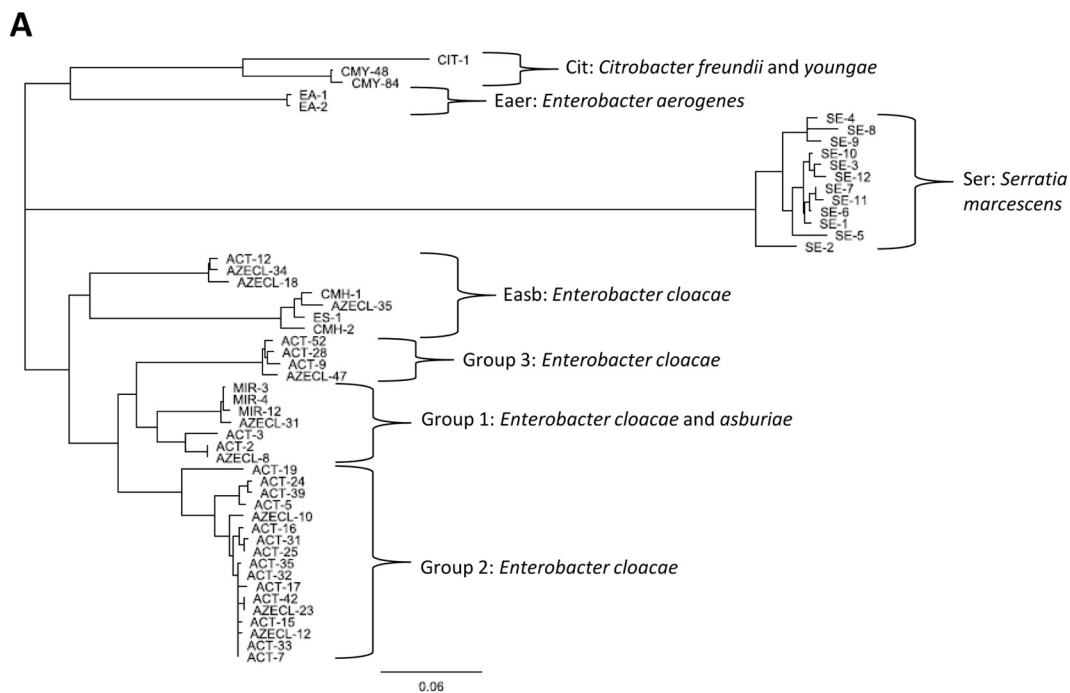 A
CIT-1
CMY-48
CMY-84
Cit: Citrobacter freundii and youngae
EA-1
EA-2
Eaer: Enterobacter aerogenes
SE-4
SE-8
SE-9
SE-10
SE-3
SE-12
SE-7
SE-11
SE-6
SE-1
SE-5
SE-2
Ser: Serratia
marcescens
ACT-12
AZECL-34
AZECL-18
CMH-1
AZECL-35
ES-1
CMH-2
Easb: Enterobacter cloacae
ACT-52
ACT-28
ACT-9
AZECL-47
Group 3: Enterobacter cloacae
MIR-3
MIR-4
MIR-12
AZECL-31
ACT-3
ACT-2
AZECL-8
Group 1: Enterobacter cloacae and asburiae
ACT-19
ACT-24
ACT-39
ACT-5
AZECL-10
ACT-16
ACT-31
ACT-25
ACT-35
ACT-32
ACT-17
ACT-42
AZECL-23
ACT-15
AZECL-12
ACT-33
ACT-7
Group 2: Enterobacter cloacae
0.06